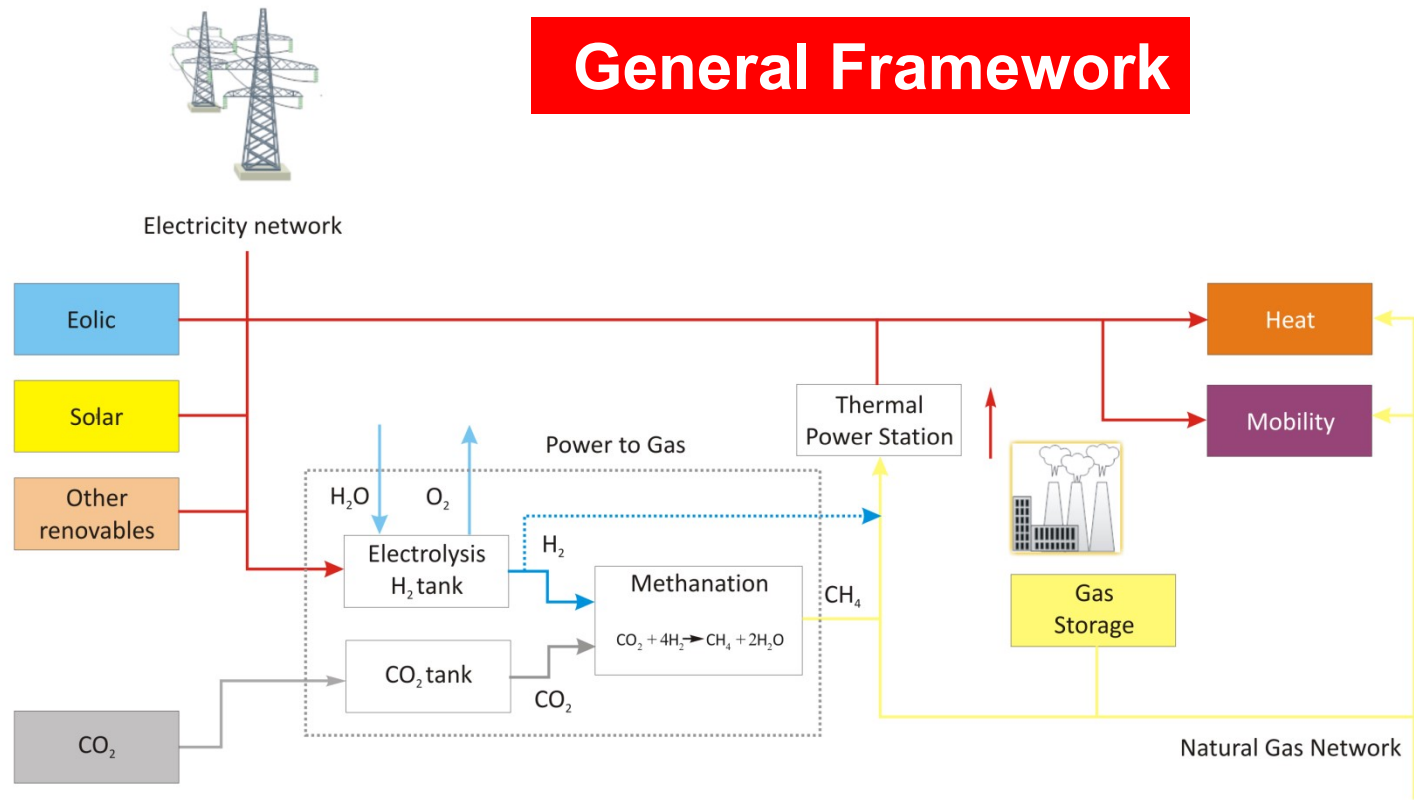 General Framework
Electricity network
Eolic
Heat
Solar
Thermal
Power Station
Mobility
Power to Gas
Other
renovables
H₂O
O₂
Electrolysis
H₂ tank
H₂
Methanation
CO₂ + 4H₂ → CH₄ + 2H₂O
CH₄
Gas
Storage
CO₂ tank
CO₂
CO₂
Natural Gas Network